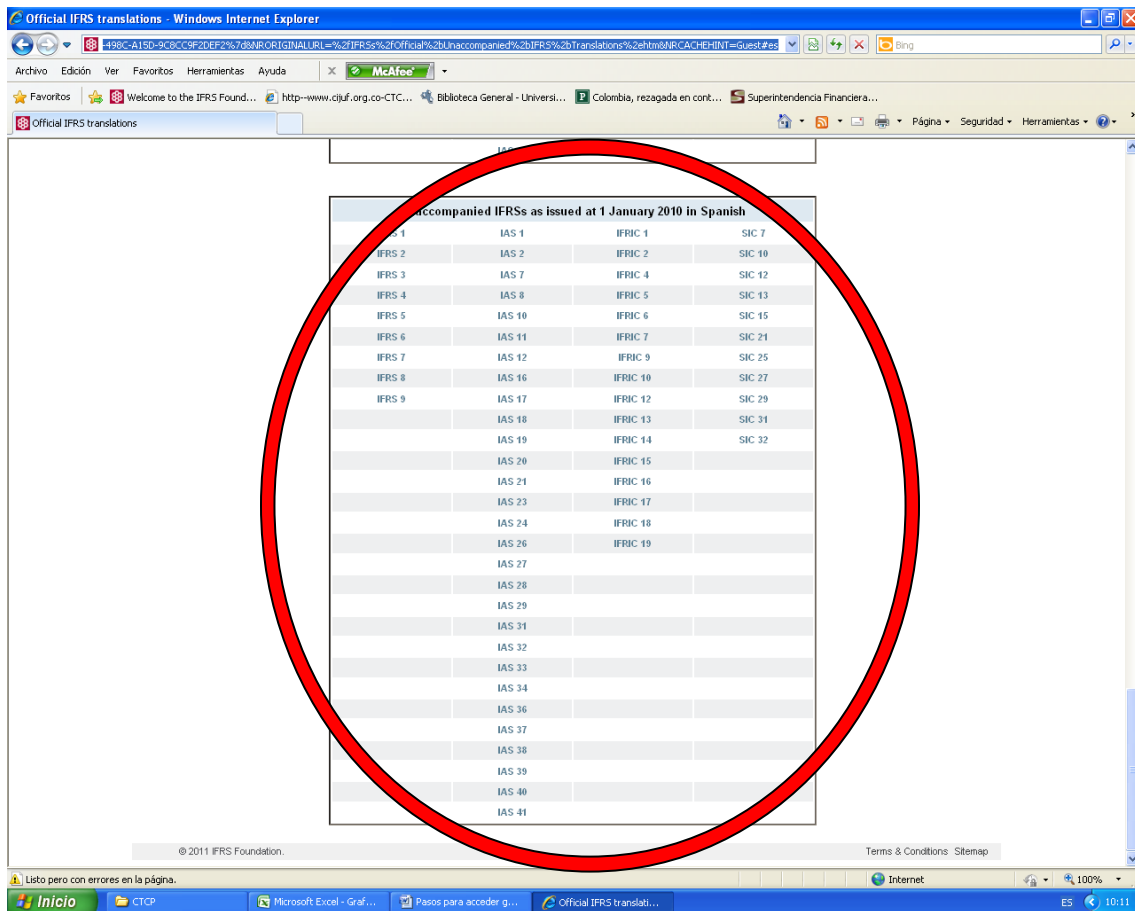 Official IFRS translations - Windows Internet Explorer
-498C-A15D-9C8CC9F2DEF2%7d&NRORIGINALURL=%2fIFRSs%2fOfficial%2bUnaccompanied%2bIFRS%2bTranslations%2ehtm&NRCACHEHINT=Guest#es
Bing
Archivo Edición Ver Favoritos Herramientas Ayuda X McAfee
Favoritos Welcome to the IFRS Found... http--www.cijuf.org.co-CTC... Biblioteca General - Universi... Colombia, rezagada en cont... Superintendencia Financiera...
Official IFRS translations Página Seguridad Herramientas
accompanied IFRSs as issued at 1 January 2010 in Spanish
1 IAS 1 IFRIC 1 SIC 7
IFRS 2 IAS 2 IFRIC 2 SIC 10
IFRS 3 IAS 7 IFRIC 4 SIC 12
IFRS 4 IAS 8 IFRIC 5 SIC 13
IFRS 5 IAS 10 IFRIC 6 SIC 15
IFRS 6 IAS 11 IFRIC 7 SIC 21
IFRS 7 IAS 12 IFRIC 9 SIC 25
IFRS 8 IAS 16 IFRIC 10 SIC 27
IFRS 9 IAS 17 IFRIC 12 SIC 29
IAS 18 IFRIC 13 SIC 31
IAS 19 IFRIC 14 SIC 32
IAS 20 IFRIC 15
IAS 21 IFRIC 16
IAS 23 IFRIC 17
IAS 24 IFRIC 18
IAS 26 IFRIC 19
IAS 27
IAS 28
IAS 29
IAS 31
IAS 32
IAS 33
IAS 34
IAS 36
IAS 37
IAS 38
IAS 39
IAS 40
IAS 41
© 2011 IFRS Foundation. Terms & Conditions Sitemap
Listo pero con errores en la página. Internet 100%
Inicio CTCP Microsoft Excel - Graf... Pasos para acceder g... Official IFRS translati... ES 10:11